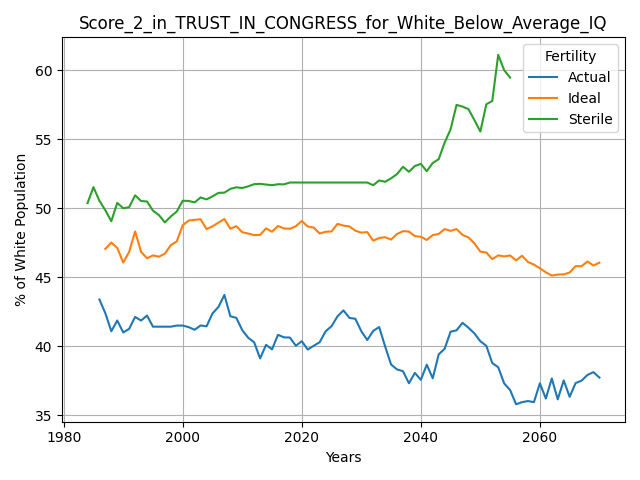 Score_2_in_TRUST_IN_CONGRESS_for_White_Below_Average_IQ
Fertility
Actual
Ideal
Sterile
% of White Population
60
55
50
45
40
35
1980
2000
2020
2040
2060
Years